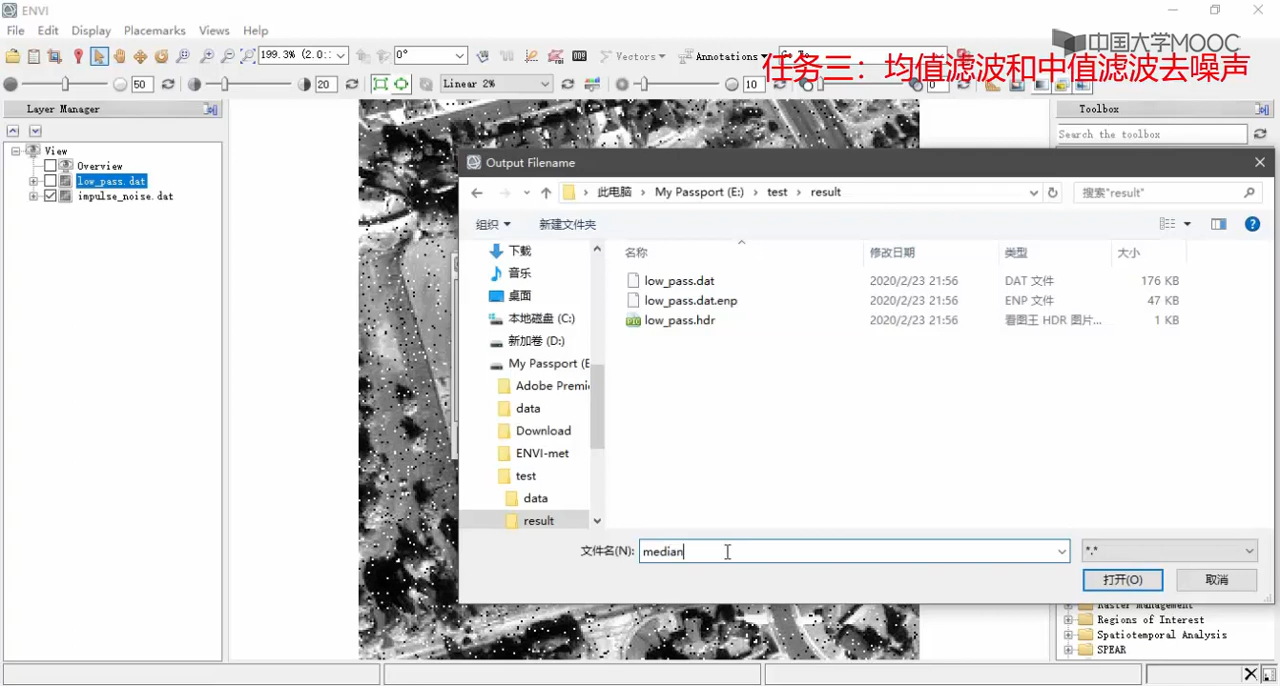 ENVI
File Edit Display Placemarks Views Help
中国大学MOOC
199.3% (2.0:
0°
Vectors
Annotations
任务三：均值滤波和中值滤波去噪声
50
20
Linear 2%
10
0
Layer Manager
View
Overview
low_pass.dat
impulse_noise.dat
Toolbox
Search the toolbox
Output Filename
此电脑 › My Passport (E:) › test › result
搜索"result"
组织 新建文件夹
名称 修改日期 类型 大小
low_pass.dat 2020/2/23 21:56 DAT 文件 176 KB
low_pass.dat.enp 2020/2/23 21:56 ENP 文件 47 KB
low_pass.hdr 2020/2/23 21:56 看图王 HDR 图片... 1 KB
下载
音乐
桌面
本地磁盘 (C:)
新加卷 (D:)
My Passport (E
Adobe Premi
data
Download
ENVI-met
test
data
result
文件名(N): median
*.*
打开(O) 取消
Raster Management
Regions of Interest
Spatiotemporal Analysis
SPEAR